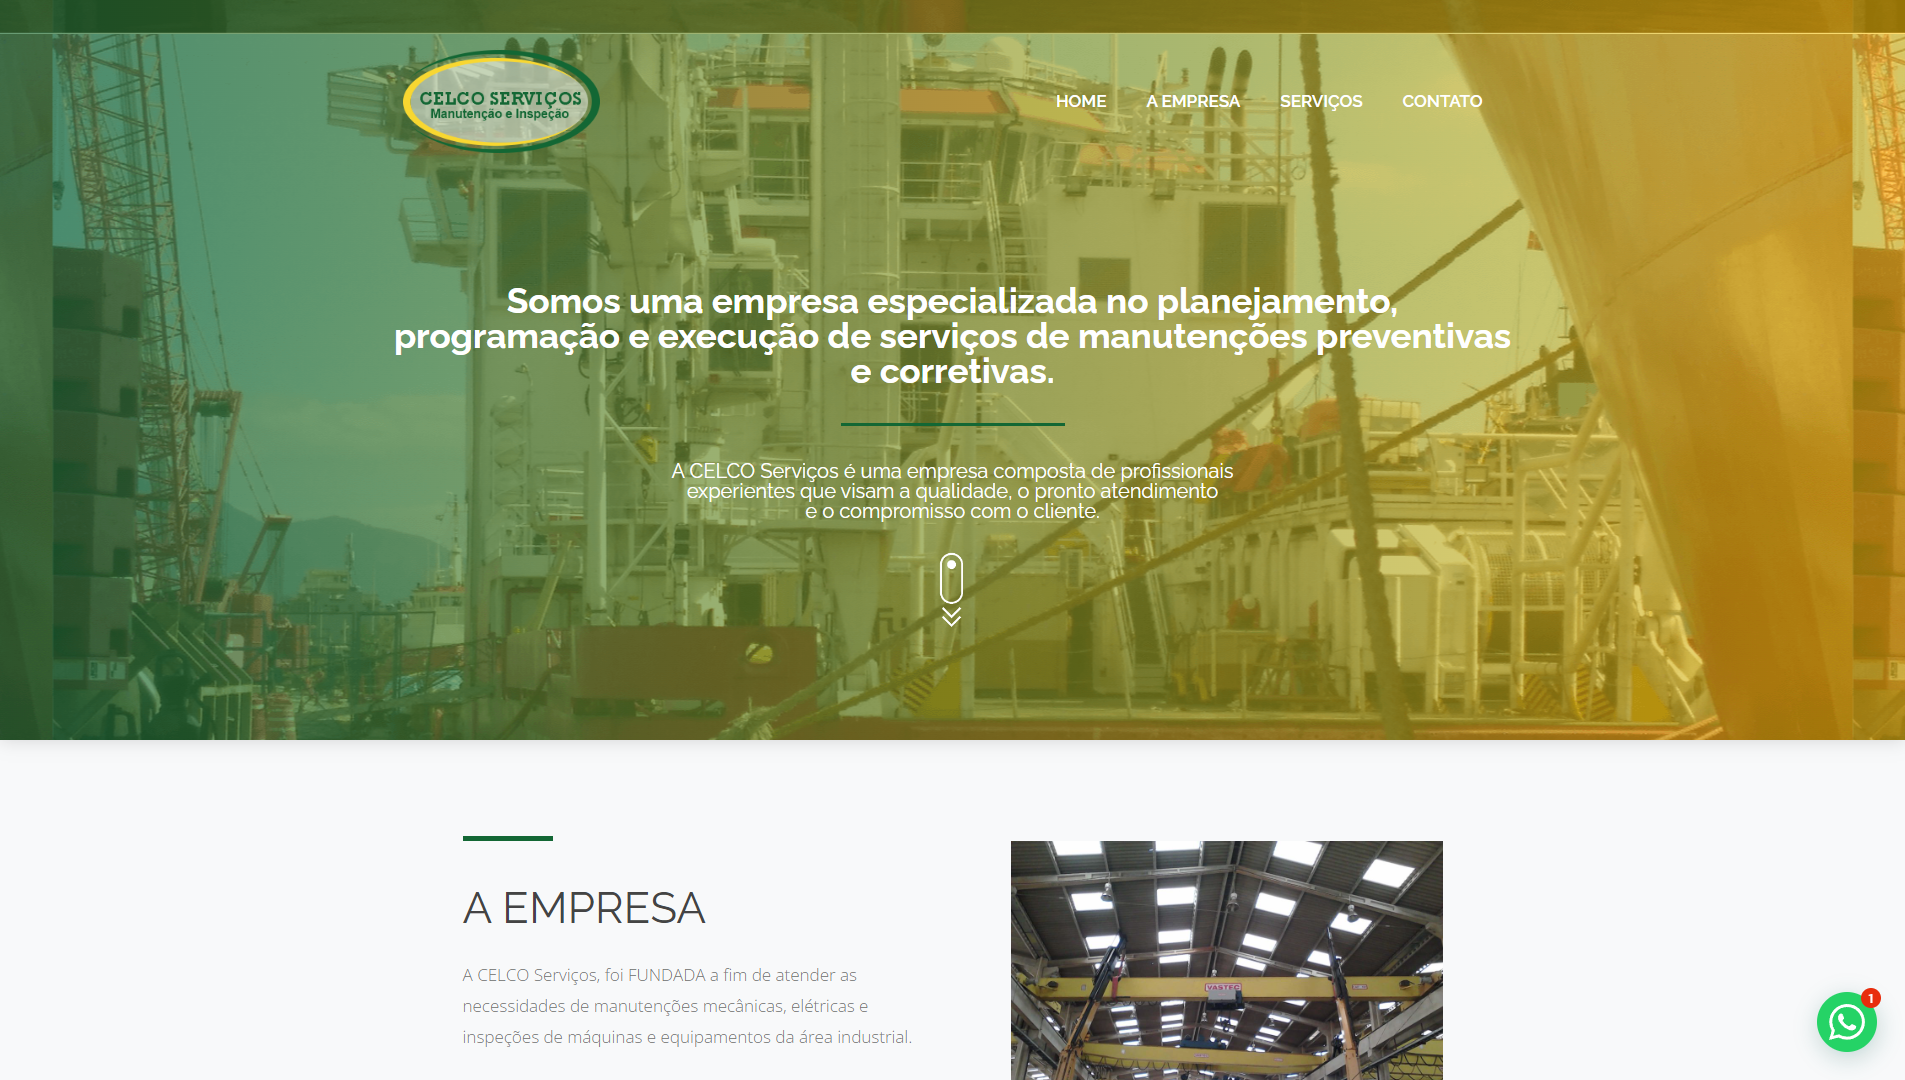 CELCO SERVIÇOS
Manutenção e Inspeção
HOME A EMPRESA SERVIÇOS CONTATO
Somos uma empresa especializada no planejamento,
programação e execução de serviços de manutenções preventivas
e corretivas.
A CELCO Serviços é uma empresa composta de profissionais
experientes que visam a qualidade, o pronto atendimento
e o compromisso com o cliente.
A EMPRESA
A CELCO Serviços, foi FUNDADA a fim de atender as
necessidades de manutenções mecânicas, elétricas e
inspeções de máquinas e equipamentos da área industrial.
VASTEC
1